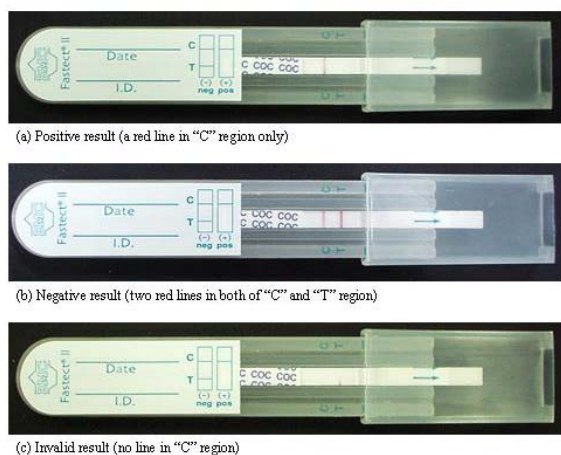 Fastect® II
Date
I.D.
C
T
(-) (+)
neg pos
C COC COC
C COC COC
C T
(a) Positive result (a red line in “C” region only)
Fastect® II
Date
I.D.
C
T
(-) (+)
neg pos
C COC COC
C COC COC
C T
(b) Negative result (two red lines in both of “C” and “T” region)
Fastect® II
Date
I.D.
C
T
(-) (+)
neg pos
C COC COC
C COC COC
C T
(c) Invalid result (no line in “C” region)